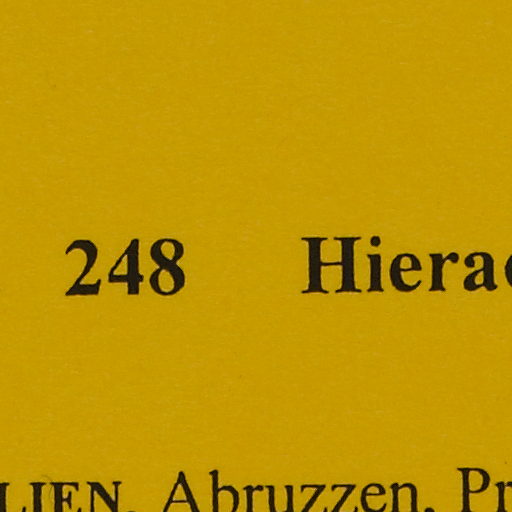 248 Hierac
LIEN, Abruzzen, Pr